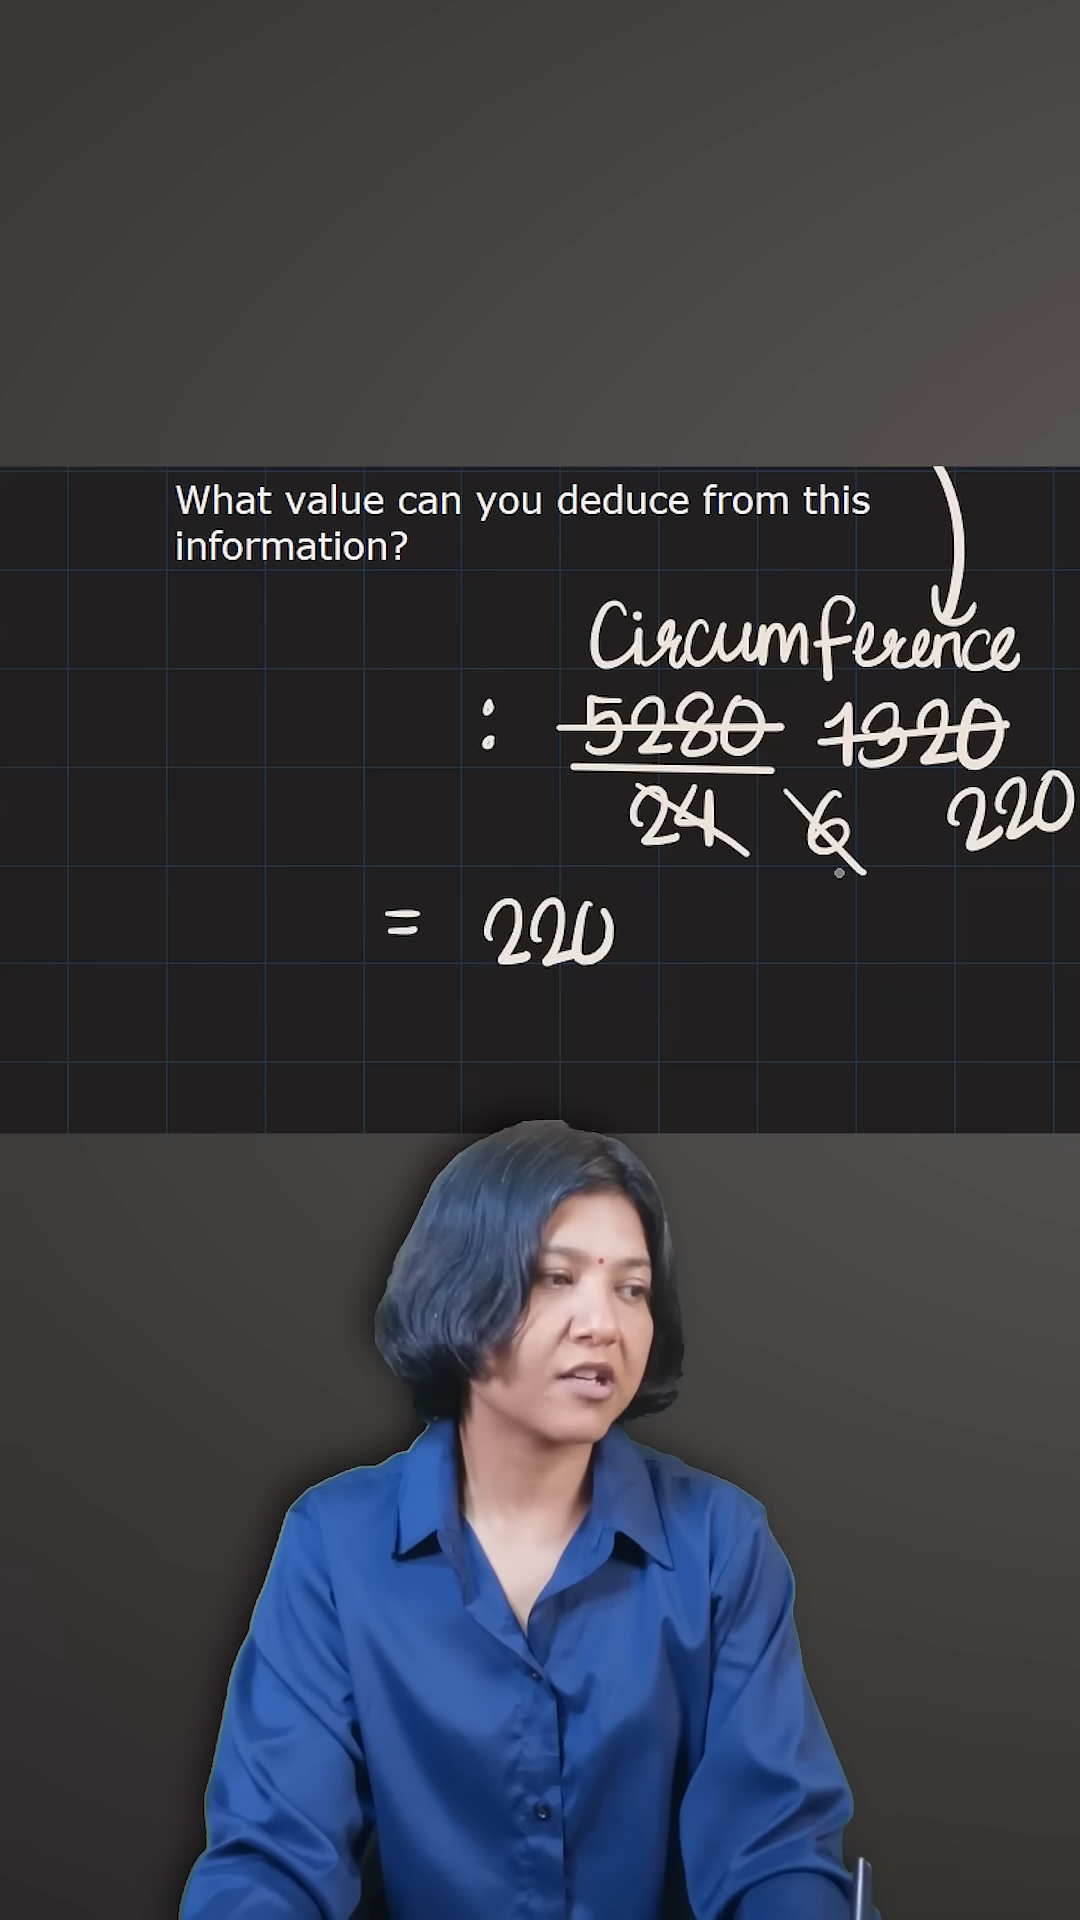 What value can you deduce from this
information?
Circumference
: 5280 1320
24 6 220
= 220